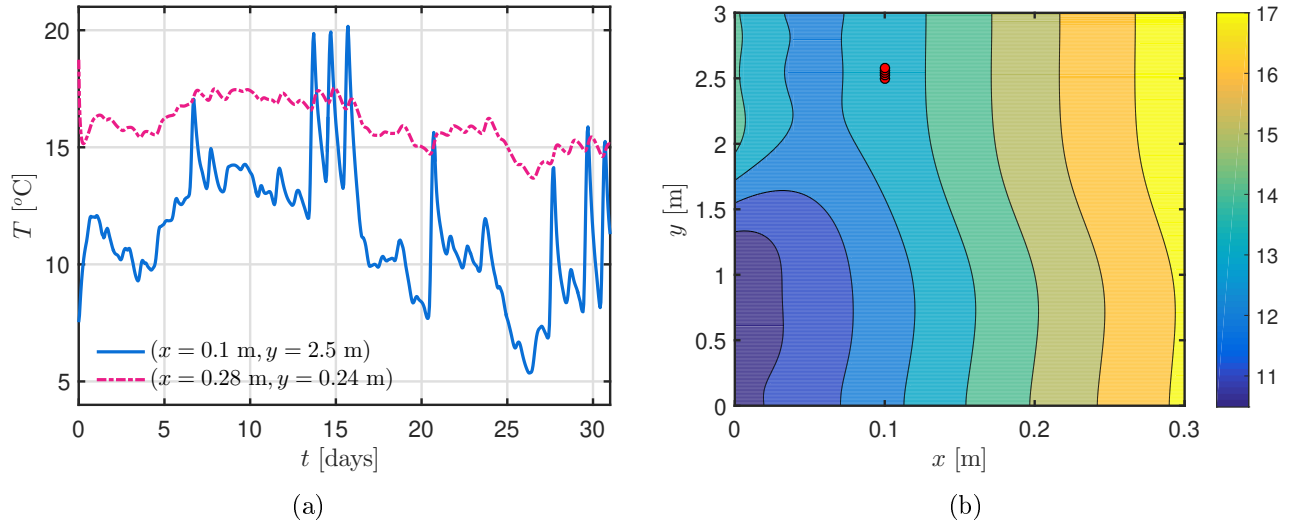 20
15
10
5
T [°C]
(x = 0.1 m, y = 2.5 m)
(x = 0.28 m, y = 0.24 m)
0 5 10 15 20 25 30
t [days]
(a)
3
2.5
2
1.5
1
0.5
0
y [m]
0 0.1 0.2 0.3
x [m]
17
16
15
14
13
12
11
(b)